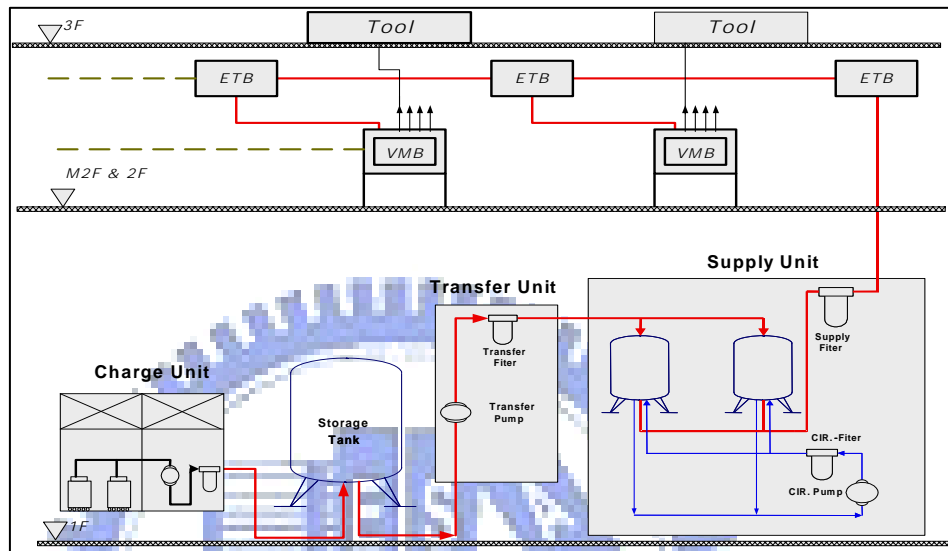 3F
Tool
Tool
ETB
ETB
ETB
VMB
VMB
M2F & 2F
Supply Unit
Transfer Unit
Supply
Fiter
Transfer
Fiter
Charge Unit
Transfer
Pump
Storage
Tank
CIR.-Fiter
CIR. Pump
1F